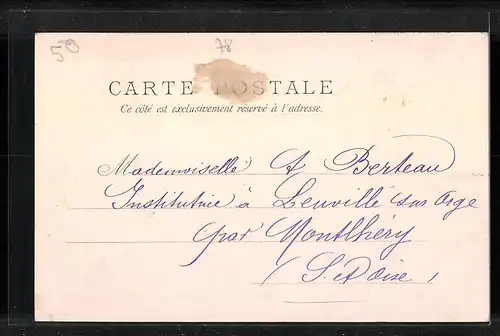 50 78
CARTE POSTALE
Ce côté est exclusivement réservé à l'adresse.
Mademoiselle A Berteau
Institutrice à Leuville sur Orge
par Montlhéry
(S. et Oise)